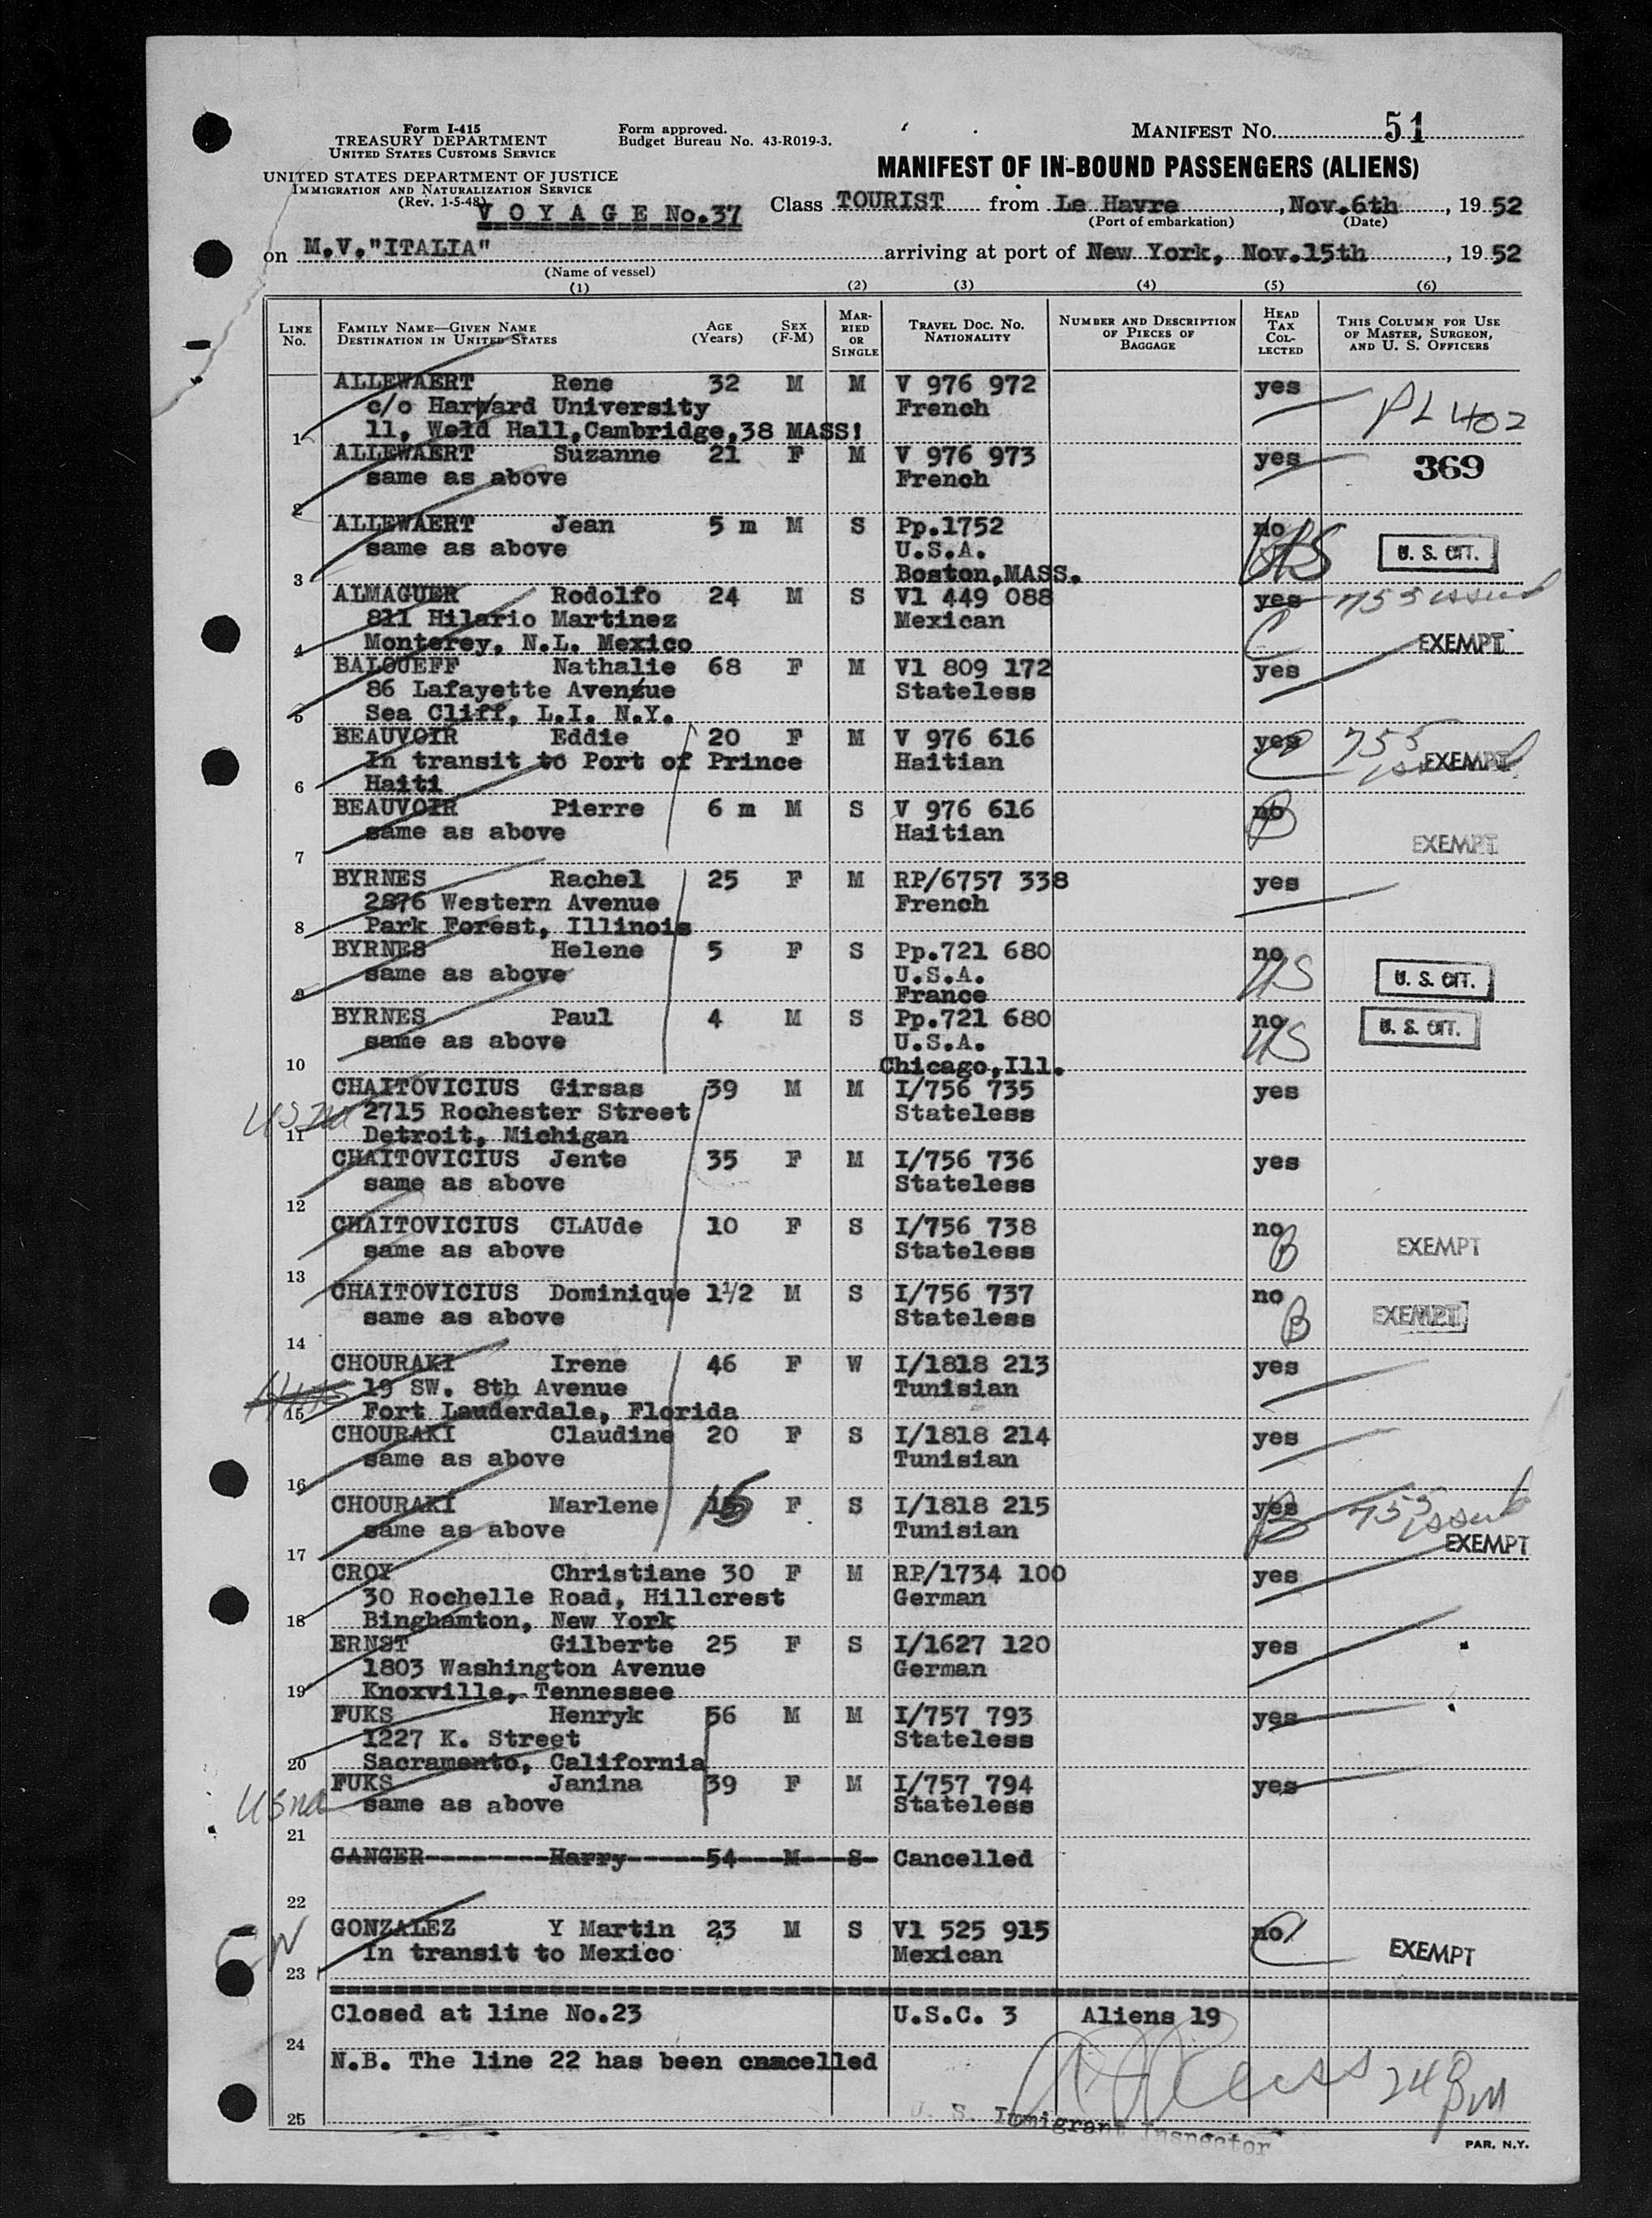 Form I-415
TREASURY DEPARTMENT
UNITED STATES CUSTOMS SERVICE
UNITED STATES DEPARTMENT OF JUSTICE
IMMIGRATION AND NATURALIZATION SERVICE
(Rev. 1-5-48)
Form approved.
Budget Bureau No. 43-R019-3.
MANIFEST No. 51
MANIFEST OF IN-BOUND PASSENGERS (ALIENS)
VOYAGE No.37
Class TOURIST from Le Havre, Nov.6th, 19 52
(Port of embarkation) (Date)
on M.V."ITALIA" arriving at port of New York, Nov.15th, 19 52
(Name of vessel)
(1) (2) (3) (4) (5) (6)
LINE No. FAMILY NAME—GIVEN NAME DESTINATION IN UNITED STATES AGE (Years) SEX (F-M) MARRIED OR SINGLE TRAVEL DOC. NO. NATIONALITY NUMBER AND DESCRIPTION OF PIECES OF BAGGAGE HEAD TAX COLLECTED THIS COLUMN FOR USE OF MASTER, SURGEON, AND U. S. OFFICERS
ALLEWAERT Rene 32 M M V 976 972 yes
c/o Harvard University French PL 402
1 11, Weld Hall,Cambridge,38 MASS!
ALLEWAERT Suzanne 21 F M V 976 973 yes 369
same as above French
2
ALLEWAERT Jean 5 m M S Pp.1752 no
same as above U.S.A. US U. S. CIT.
3 Boston,MASS.
ALMAGUER Rodolfo 24 M S V1 449 088 yes 755 issued
811 Hilario Martinez Mexican C
4 Monterey, N.L. Mexico EXEMPT
BALOUEFF Nathalie 68 F M V1 809 172 yes
86 Lafayette Avenue Stateless
5 Sea Cliff, L.I. N.Y.
BEAUVOIR Eddie 20 F M V 976 616 yes 755 issued
In transit to Port of Prince Haitian EXEMPT
6 Haiti
BEAUVOIR Pierre 6 m M S V 976 616 no B
same as above Haitian EXEMPT
7
BYRNES Rachel 25 F M RP/6757 338 yes
2876 Western Avenue French
8 Park Forest, Illinois
BYRNES Helene 5 F S Pp.721 680 no
same as above U.S.A. US U. S. CIT.
9 France
BYRNES Paul 4 M S Pp.721 680 no
same as above U.S.A. US U. S. CIT.
10 Chicago,Ill.
CHAITOVICIUS Girsas 39 M M I/756 735 yes
2715 Rochester Street Stateless
11 Detroit, Michigan
CHAITOVICIUS Jente 35 F M I/756 736 yes
same as above Stateless
12
CHAITOVICIUS CLAUde 10 F S I/756 738 no
same as above Stateless B EXEMPT
13
CHAITOVICIUS Dominique 1½ M S I/756 737 no
same as above Stateless B EXEMPT
14
CHOURAKI Irene 46 F W I/1818 213 yes
19 SW. 8th Avenue Tunisian
15 Fort Lauderdale, Florida
CHOURAKI Claudine 20 F S I/1818 214 yes
same as above Tunisian
16
CHOURAKI Marlene 15 F S I/1818 215 yes 755 issued
same as above Tunisian B EXEMPT
17
CROY Christiane 30 F M RP/1734 100 yes
30 Rochelle Road, Hillcrest German
18 Binghamton, New York
ERNST Gilberte 25 F S I/1627 120 yes
1803 Washington Avenue German
19 Knoxville, Tennessee
FUKS Henryk 56 M M I/757 793 yes
1227 K. Street Stateless
20 Sacramento, California
FUKS Janina 39 F M I/757 794 yes
same as above Stateless
21
GANGER Harry 54 M S Cancelled
22
GONZALEZ Y Martin 23 M S V1 525 915 no
In transit to Mexico Mexican EXEMPT
23
Closed at line No.23 U.S.C. 3 Aliens 19
24
N.B. The line 22 has been cnacelled
25
U. S. Immigrant Inspector
PAR. N.Y.